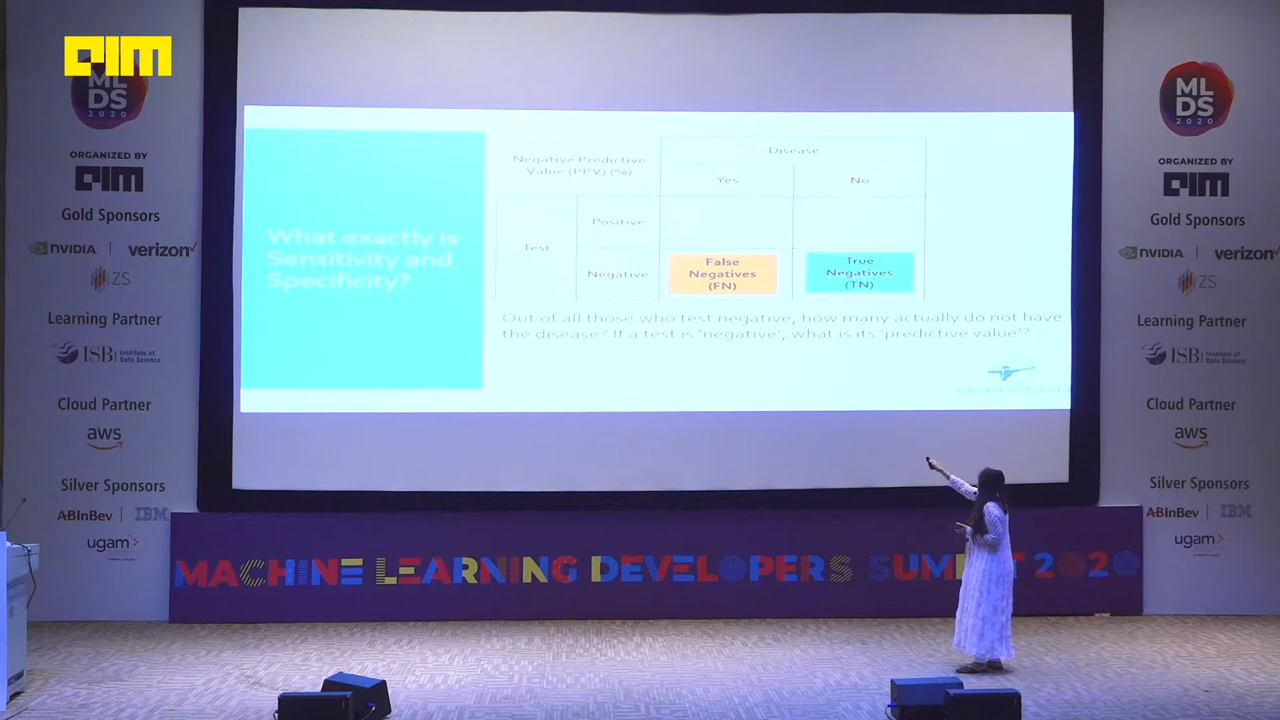 AIM
ML
DS
2020
ORGANIZED BY
AIM
Gold Sponsors
NVIDIA | verizon✓
ZS
Learning Partner
ISB | Institute of
Data Science
Cloud Partner
aws
Silver Sponsors
ABInBev | IBM
ugam
What exactly is
Sensitivity and
Specificity?
Negative Predictive
Value (PPV) (%)
Disease
Yes
No
Test
Positive
Negative
False
Negatives
(FN)
True
Negatives
(TN)
Out of all those who test negative, how many actually do not have
the disease? If a test is 'negative', what is its 'predictive value'?
MACHINE LEARNING DEVELOPERS SUM T 2020
ML
DS
2020
ORGANIZED BY
AIM
Gold Sponsors
NVIDIA | verizon
ZS
Learning Partner
ISB | Institute of
Data Science
Cloud Partner
aws
Silver Sponsors
ABInBev | IBM
ugam